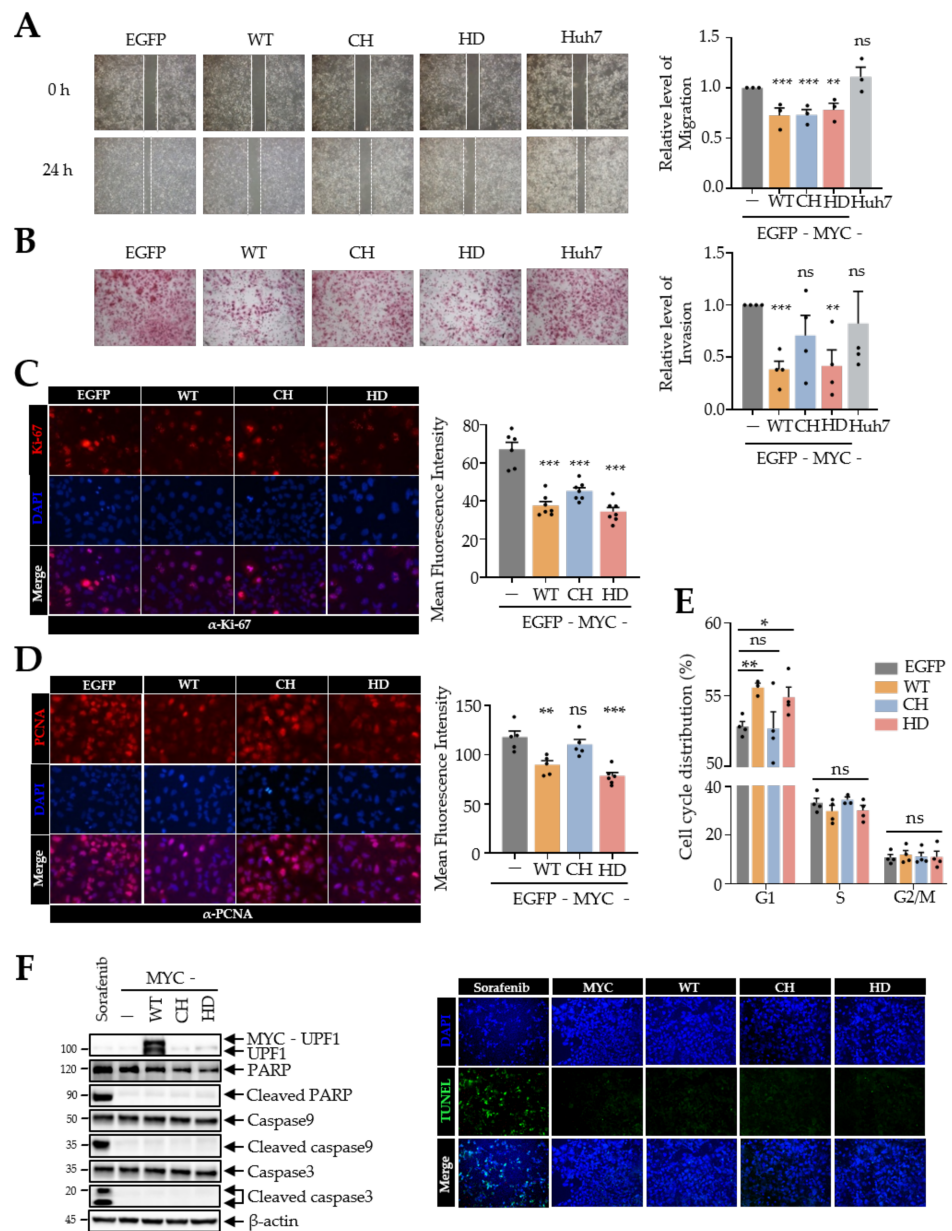 A
EGFP WT CH HD Huh7
0 h
24 h
Relative level of
Migration
1.5
1.0
0.5
0.0
*** *** ** ns
— WT CH HD Huh7
EGFP - MYC -
B
EGFP WT CH HD Huh7
Relative level of
Invasion
1.5
1.0
0.5
0.0
*** ns ** ns
— WT CH HD Huh7
EGFP - MYC -
C
EGFP WT CH HD
Ki-67
DAPI
Merge
α-Ki-67
Mean Fluorescence Intensity
80
60
40
20
0
*** *** ***
— WT CH HD
EGFP - MYC -
D
EGFP WT CH HD
PCNA
DAPI
Merge
α-PCNA
Mean Fluorescence Intensity
150
100
50
0
** ns ***
— WT CH HD
EGFP - MYC -
E
Cell cycle distribution (%)
60
55
50
40
20
0
*
ns
**
ns
ns
G1 S G2/M
EGFP
WT
CH
HD
F
Sorafenib
MYC -
— WT CH HD
100
MYC - UPF1
UPF1
120 PARP
90 Cleaved PARP
50 Caspase9
35 Cleaved caspase9
35 Caspase3
20
15 Cleaved caspase3
45 β-actin
Sorafenib MYC WT CH HD
DAPI
TUNEL
Merge